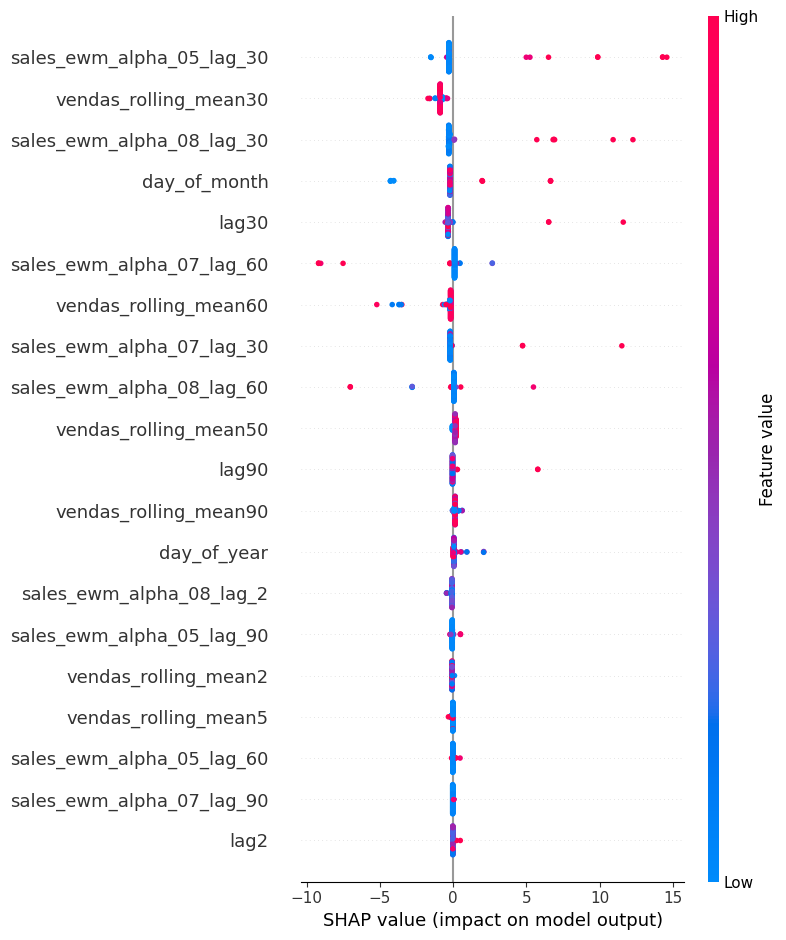 High
sales_ewm_alpha_05_lag_30
vendas_rolling_mean30
sales_ewm_alpha_08_lag_30
day_of_month
lag30
sales_ewm_alpha_07_lag_60
vendas_rolling_mean60
sales_ewm_alpha_07_lag_30
sales_ewm_alpha_08_lag_60
vendas_rolling_mean50
lag90
vendas_rolling_mean90
day_of_year
sales_ewm_alpha_08_lag_2
sales_ewm_alpha_05_lag_90
vendas_rolling_mean2
vendas_rolling_mean5
sales_ewm_alpha_05_lag_60
sales_ewm_alpha_07_lag_90
lag2
Feature value
Low
−10 −5 0 5 10 15
SHAP value (impact on model output)